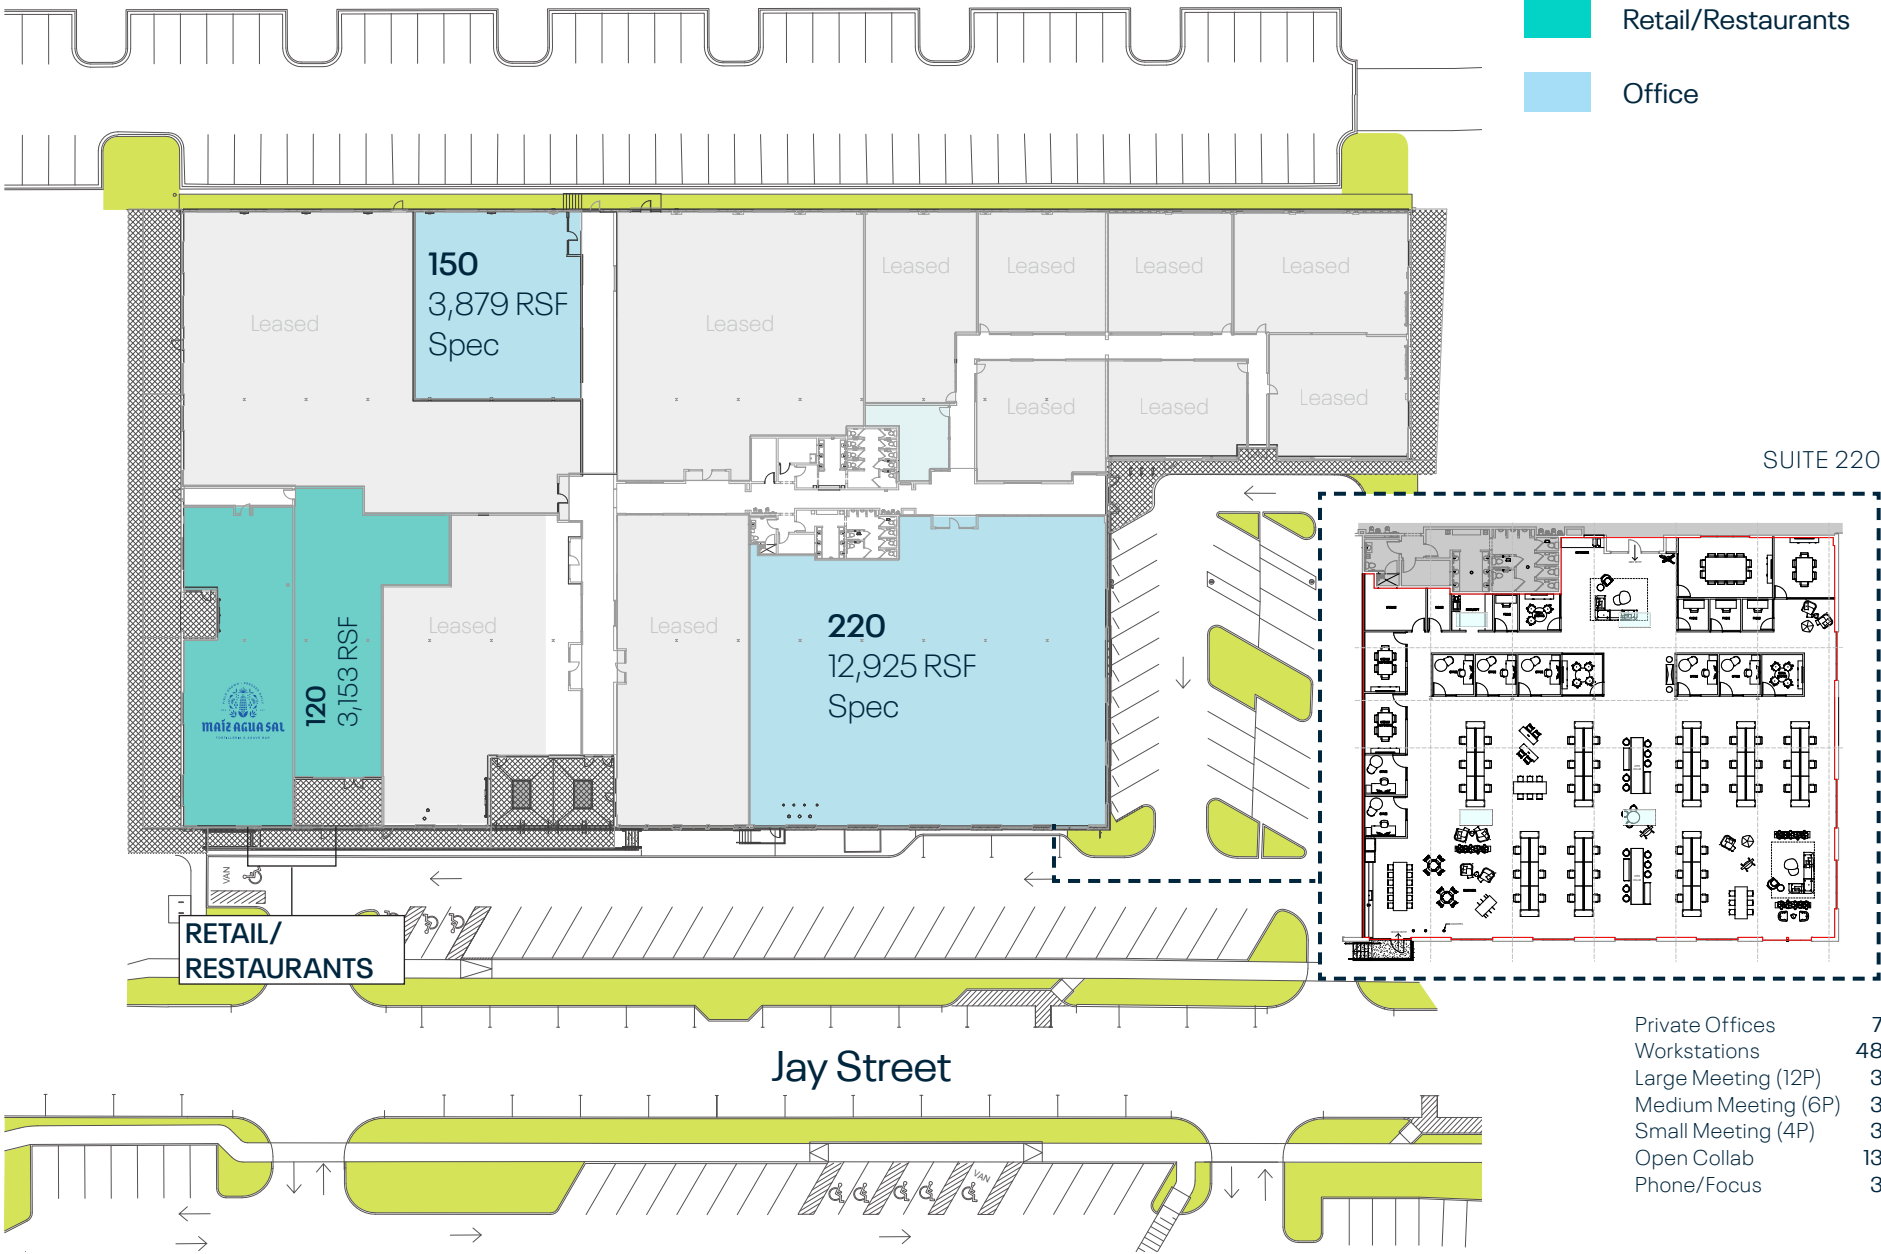 Retail/Restaurants
Office
150
3,879 RSF
Spec
Leased
Leased
Leased
Leased
Leased
Leased
Leased
Leased
Leased
SUITE 220
120
3,153 RSF
Leased
Leased
220
12,925 RSF
Spec
MAÍZ AGUA SAL
VAN
RETAIL/
RESTAURANTS
Jay Street
VAN
Private Offices 7
Workstations 48
Large Meeting (12P) 3
Medium Meeting (6P) 3
Small Meeting (4P) 3
Open Collab 13
Phone/Focus 3